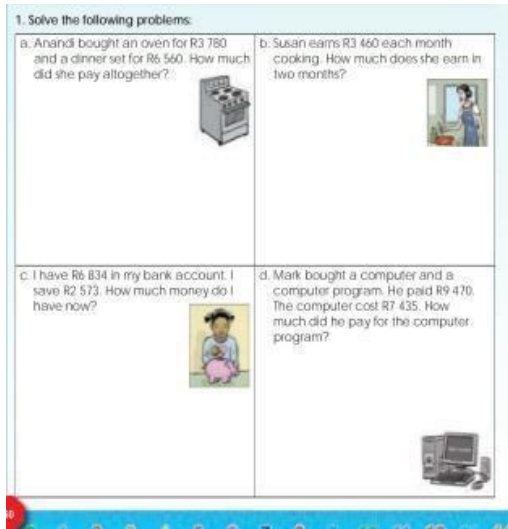 1. Solve the following problems:
a. Anandi bought an oven for R3 780
and a dinner set for R6 560. How much
did she pay altogether?
b. Susan earns R3 460 each month
cooking. How much does she earn in
two months?
c. I have R6 834 in my bank account. I
save R2 573. How much money do I
have now?
d. Mark bought a computer and a
computer program. He paid R9 470.
The computer cost R7 435. How
much did he pay for the computer
program?